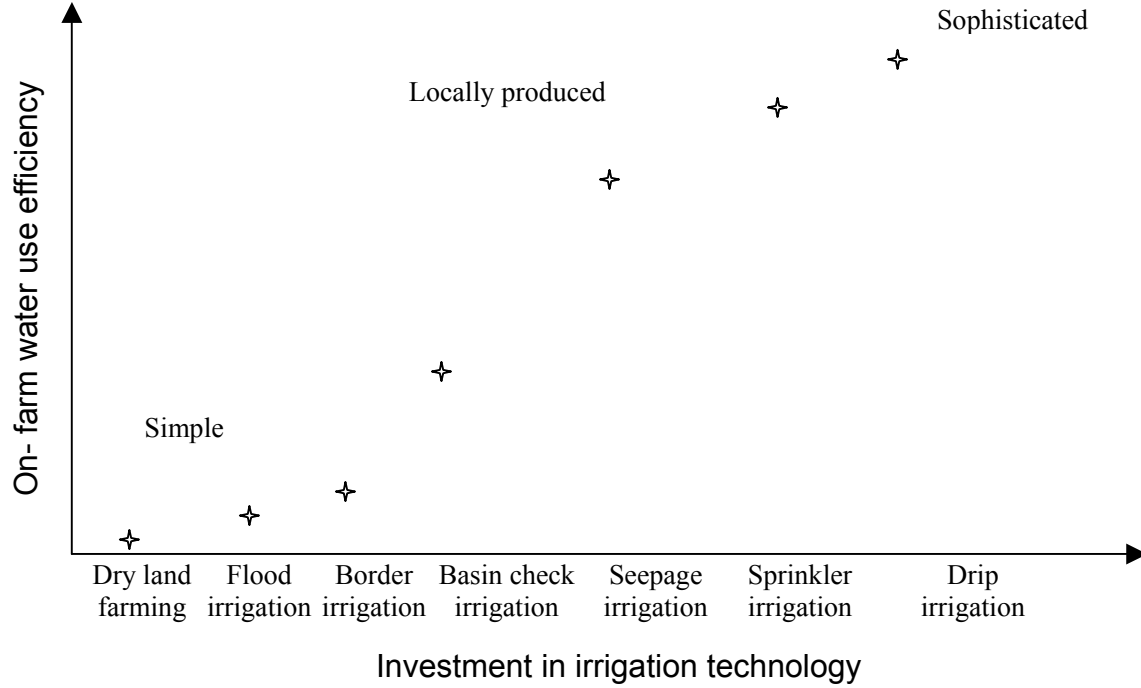 Sophisticated
Locally produced
On- farm water use efficiency
Simple
Dry land
farming
Flood
irrigation
Border
irrigation
Basin check
irrigation
Seepage
irrigation
Sprinkler
irrigation
Drip
irrigation
Investment in irrigation technology